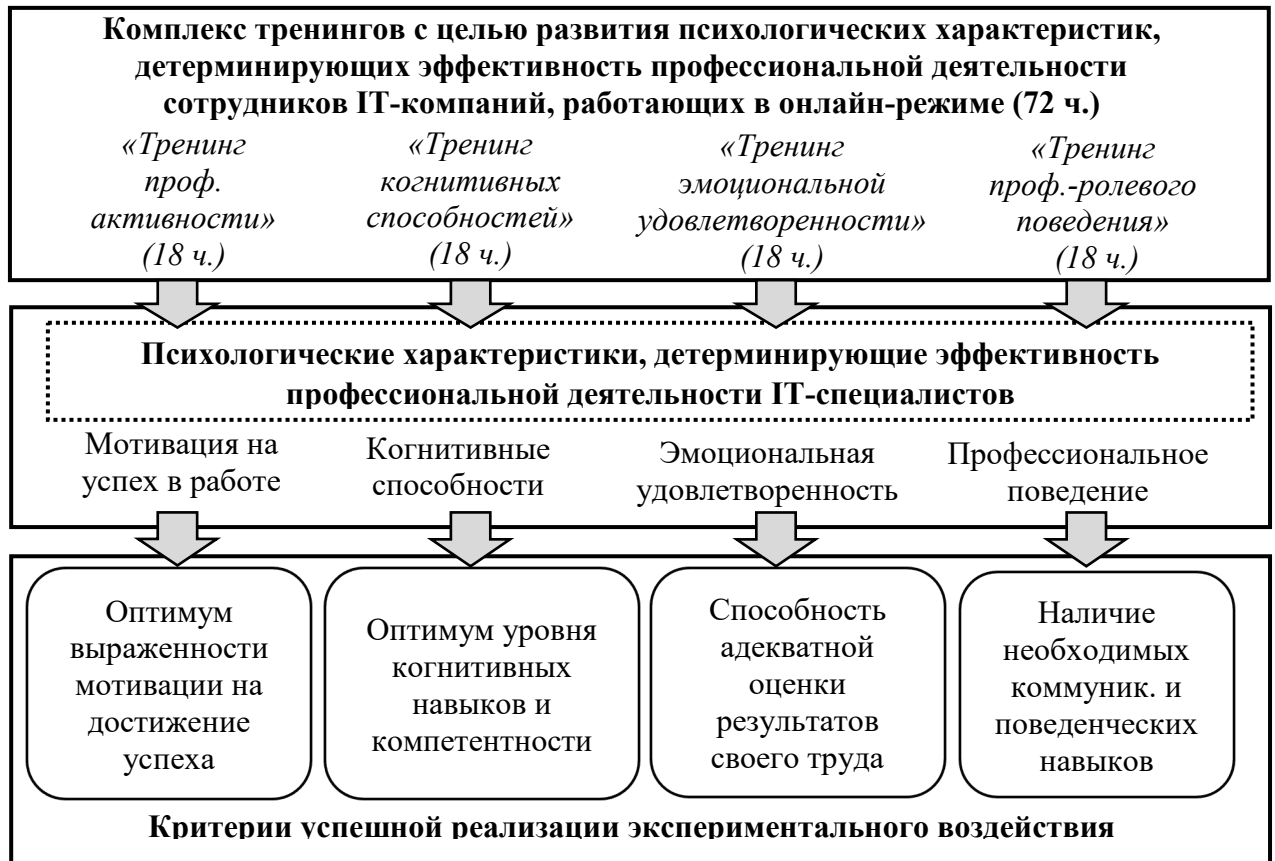 Комплекс тренингов с целью развития психологических характеристик,
детерминирующих эффективность профессиональной деятельности
сотрудников IT-компаний, работающих в онлайн-режиме (72 ч.)
«Тренинг
проф.
активности»
(18 ч.)
«Тренинг
когнитивных
способностей»
(18 ч.)
«Тренинг
эмоциональной
удовлетворенности»
(18 ч.)
«Тренинг
проф.-ролевого
поведения»
(18 ч.)
Психологические характеристики, детерминирующие эффективность
профессиональной деятельности IT-специалистов
Мотивация на
успех в работе
Когнитивные
способности
Эмоциональная
удовлетворенность
Профессиональное
поведение
Оптимум
выраженности
мотивации на
достижение
успеха
Оптимум уровня
когнитивных
навыков и
компетентности
Способность
адекватной
оценки
результатов
своего труда
Наличие
необходимых
коммуник. и
поведенческих
навыков
Критерии успешной реализации экспериментального воздействия